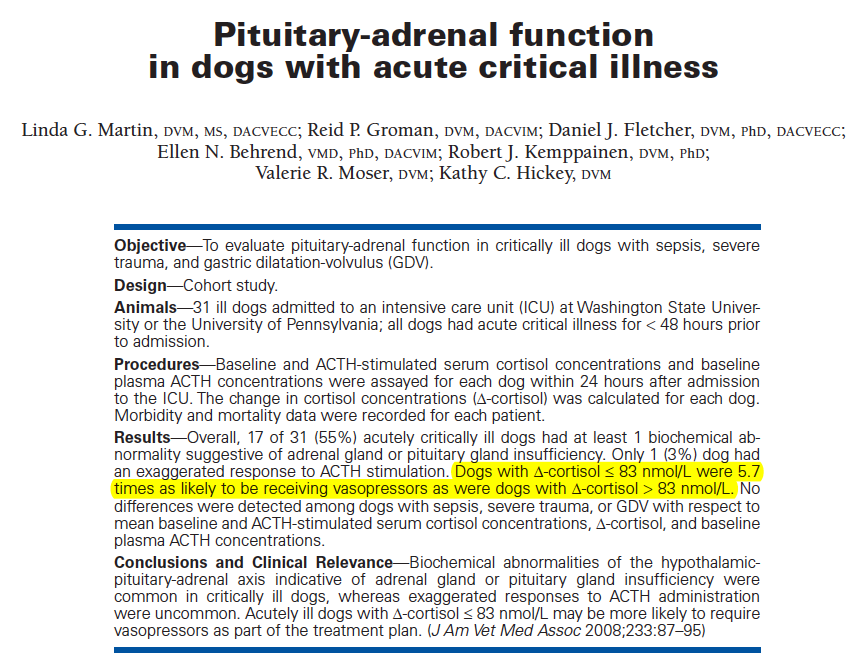 Pituitary-adrenal function
in dogs with acute critical illness
Linda G. Martin, DVM, MS, DACVECC; Reid P. Groman, DVM, DACVIM; Daniel J. Fletcher, DVM, PhD, DACVECC;
Ellen N. Behrend, VMD, PhD, DACVIM; Robert J. Kemppainen, DVM, PhD;
Valerie R. Moser, DVM; Kathy C. Hickey, DVM
Objective—To evaluate pituitary-adrenal function in critically ill dogs with sepsis, severe
trauma, and gastric dilatation-volvulus (GDV).
Design—Cohort study.
Animals—31 ill dogs admitted to an intensive care unit (ICU) at Washington State Univer-
sity or the University of Pennsylvania; all dogs had acute critical illness for < 48 hours prior
to admission.
Procedures—Baseline and ACTH-stimulated serum cortisol concentrations and baseline
plasma ACTH concentrations were assayed for each dog within 24 hours after admission
to the ICU. The change in cortisol concentrations (Δ-cortisol) was calculated for each dog.
Morbidity and mortality data were recorded for each patient.
Results—Overall, 17 of 31 (55%) acutely critically ill dogs had at least 1 biochemical ab-
normality suggestive of adrenal gland or pituitary gland insufficiency. Only 1 (3%) dog had
an exaggerated response to ACTH stimulation. Dogs with Δ-cortisol ≤ 83 nmol/L were 5.7
times as likely to be receiving vasopressors as were dogs with Δ-cortisol > 83 nmol/L. No
differences were detected among dogs with sepsis, severe trauma, or GDV with respect to
mean baseline and ACTH-stimulated serum cortisol concentrations, Δ-cortisol, and baseline
plasma ACTH concentrations.
Conclusions and Clinical Relevance—Biochemical abnormalities of the hypothalamic-
pituitary-adrenal axis indicative of adrenal gland or pituitary gland insufficiency were
common in critically ill dogs, whereas exaggerated responses to ACTH administration
were uncommon. Acutely ill dogs with Δ-cortisol ≤ 83 nmol/L may be more likely to require
vasopressors as part of the treatment plan. (J Am Vet Med Assoc 2008;233:87–95)